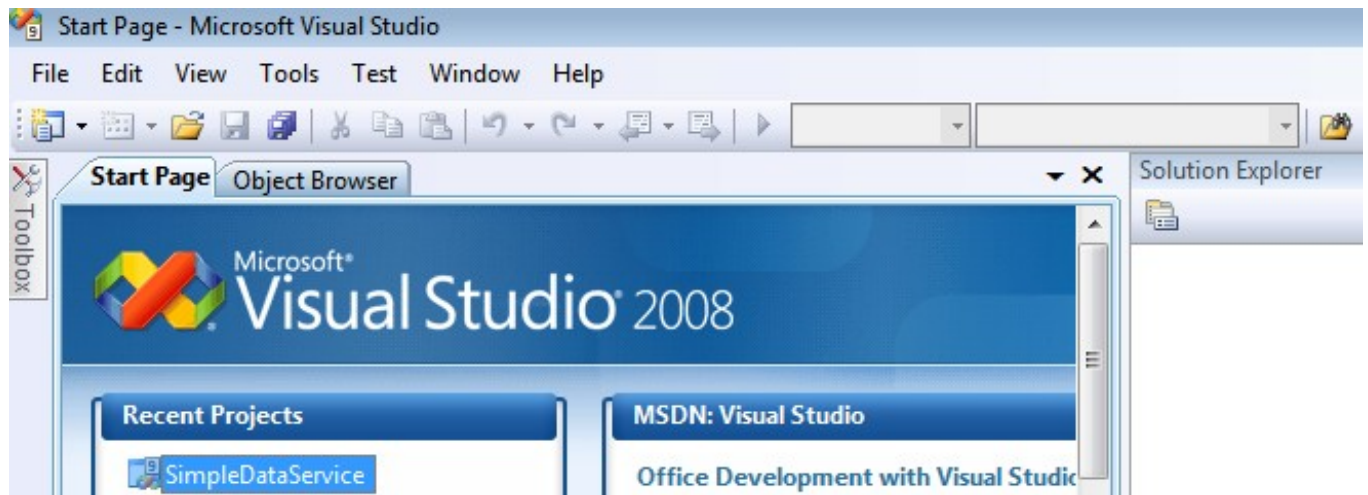 Start Page - Microsoft Visual Studio
File Edit View Tools Test Window Help
Start Page Object Browser
Solution Explorer
Toolbox
Microsoft®
Visual Studio® 2008
Recent Projects
MSDN: Visual Studio
9 SimpleDataService
Office Development with Visual Studio